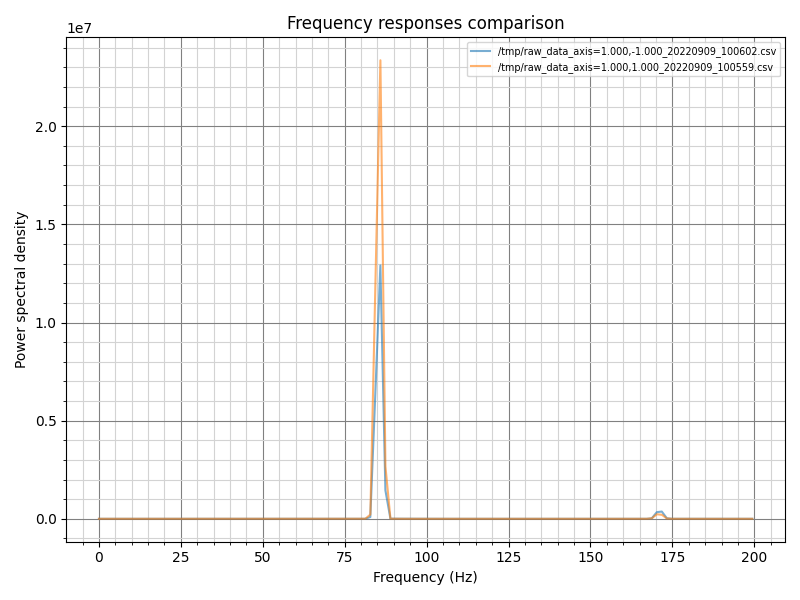 Frequency responses comparison
1e7
/tmp/raw_data_axis=1.000,-1.000_20220909_100602.csv
/tmp/raw_data_axis=1.000,1.000_20220909_100559.csv
Power spectral density
2.0
1.5
1.0
0.5
0.0
0 25 50 75 100 125 150 175 200
Frequency (Hz)